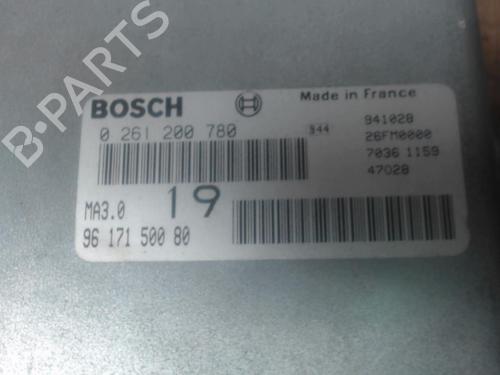 BOSCH
Made in France
0 261 200 780
944
941028
26FM0000
7036 1159
47028
MA3.0
19
96 171 500 80
B-PARTS